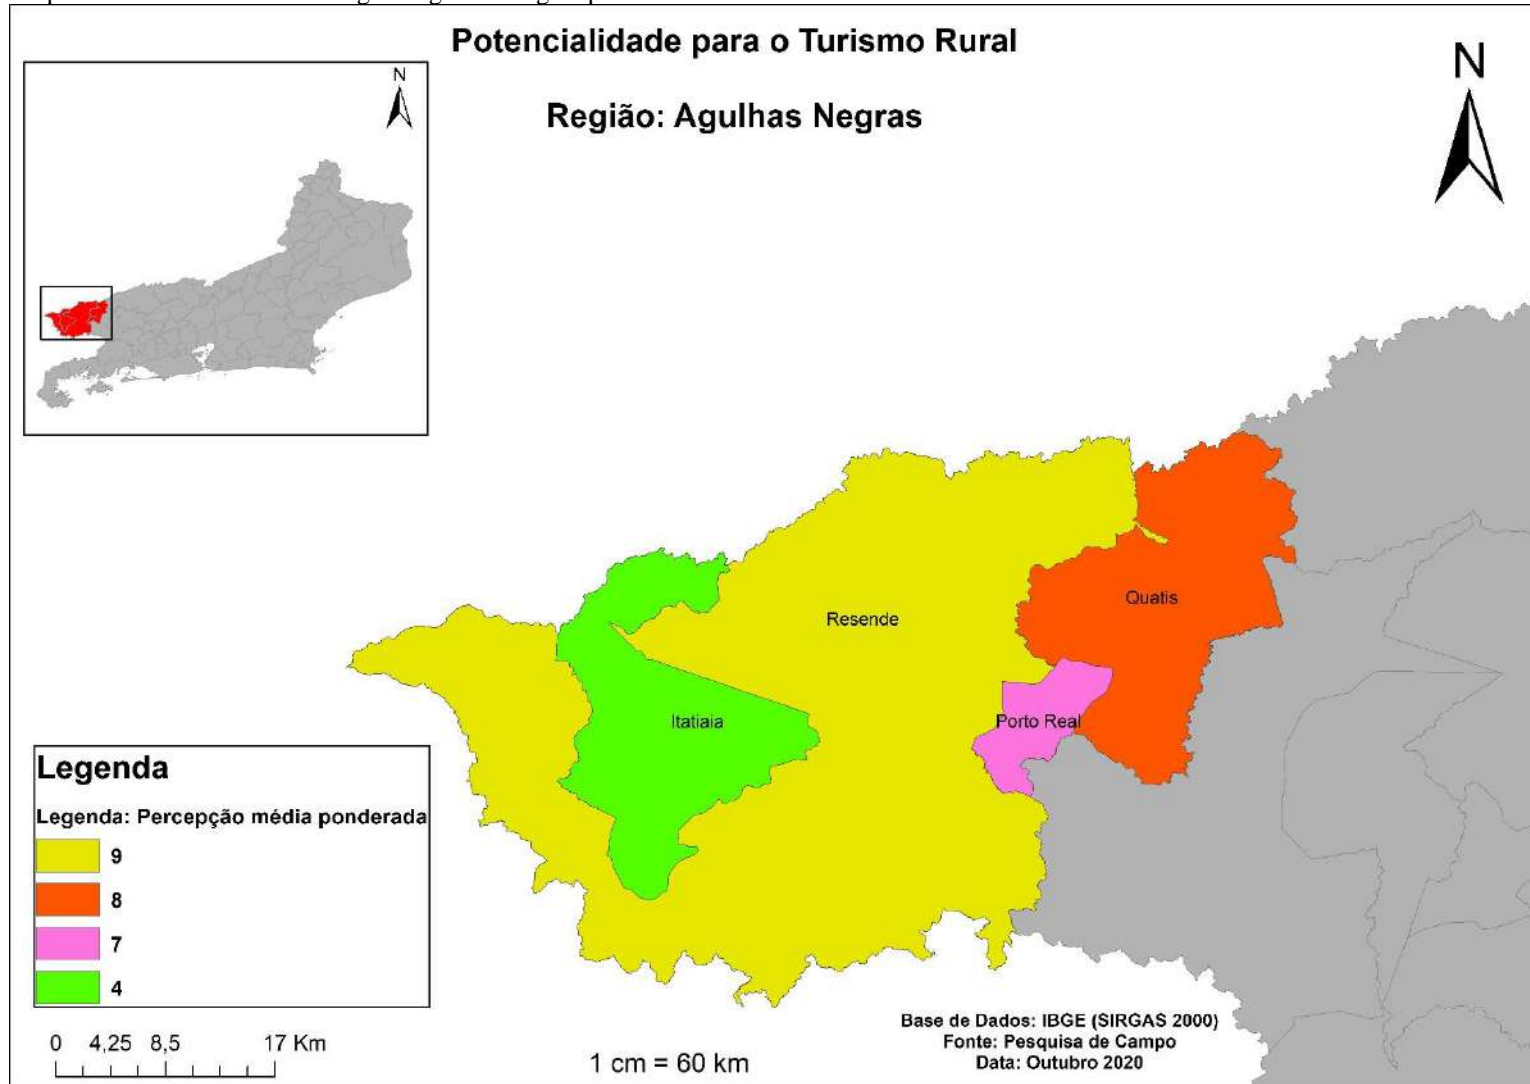 Potencialidade para o Turismo Rural
Região: Agulhas Negras
N
N
Resende
Quatis
Itatiaia
Porto Real
Legenda
Legenda: Percepção média ponderada
9
8
7
4
0 4,25 8,5 17 Km
1 cm = 60 km
Base de Dados: IBGE (SIRGAS 2000)
Fonte: Pesquisa de Campo
Data: Outubro 2020